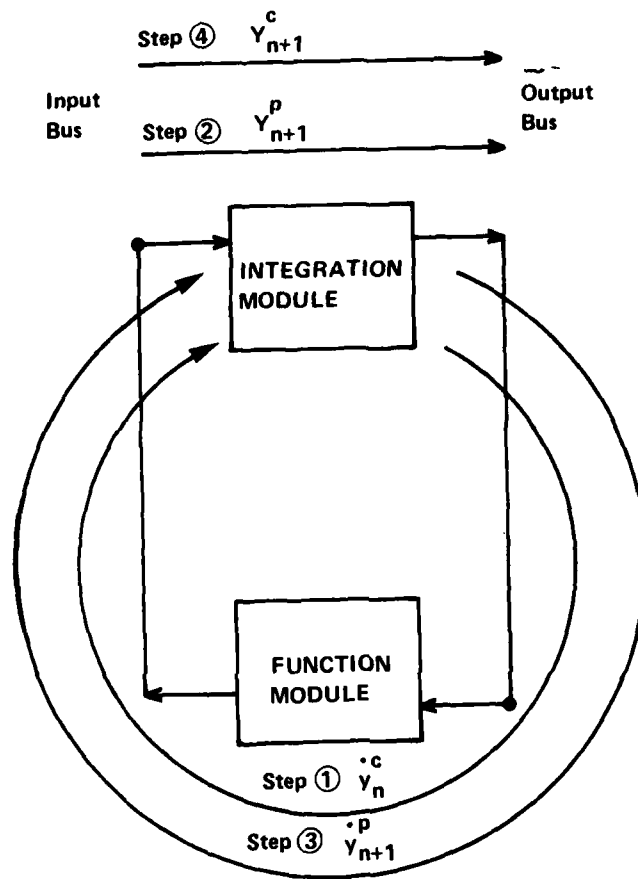 Step ④ Y^c_{n+1}
Input Bus
Output Bus
Step ② Y^p_{n+1}
INTEGRATION
MODULE
FUNCTION
MODULE
Step ① ẏ^c_n
Step ③ ẏ^p_{n+1}